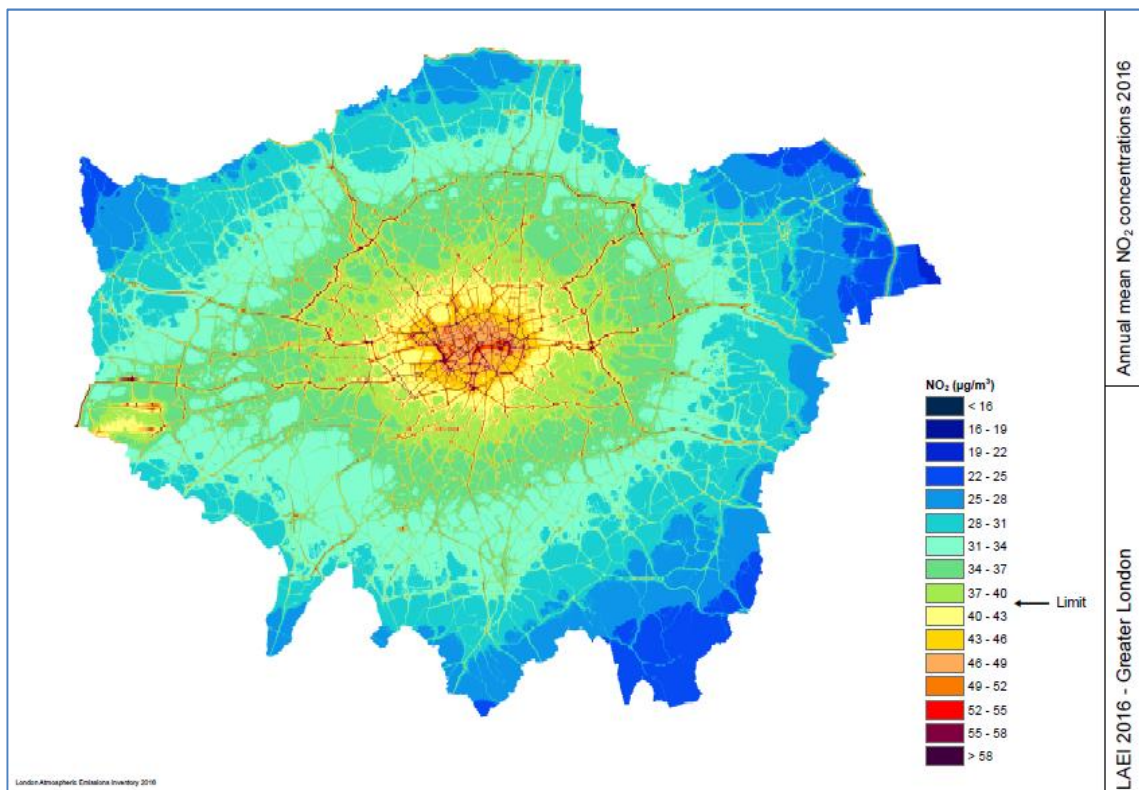 Annual mean NO₂ concentrations 2016
LAEI 2016 - Greater London
NO₂ (µg/m³)
< 16
16 - 19
19 - 22
22 - 25
25 - 28
28 - 31
31 - 34
34 - 37
37 - 40
40 - 43
43 - 46
46 - 49
49 - 52
52 - 55
55 - 58
> 58
Limit
London Atmospheric Emissions Inventory 2016